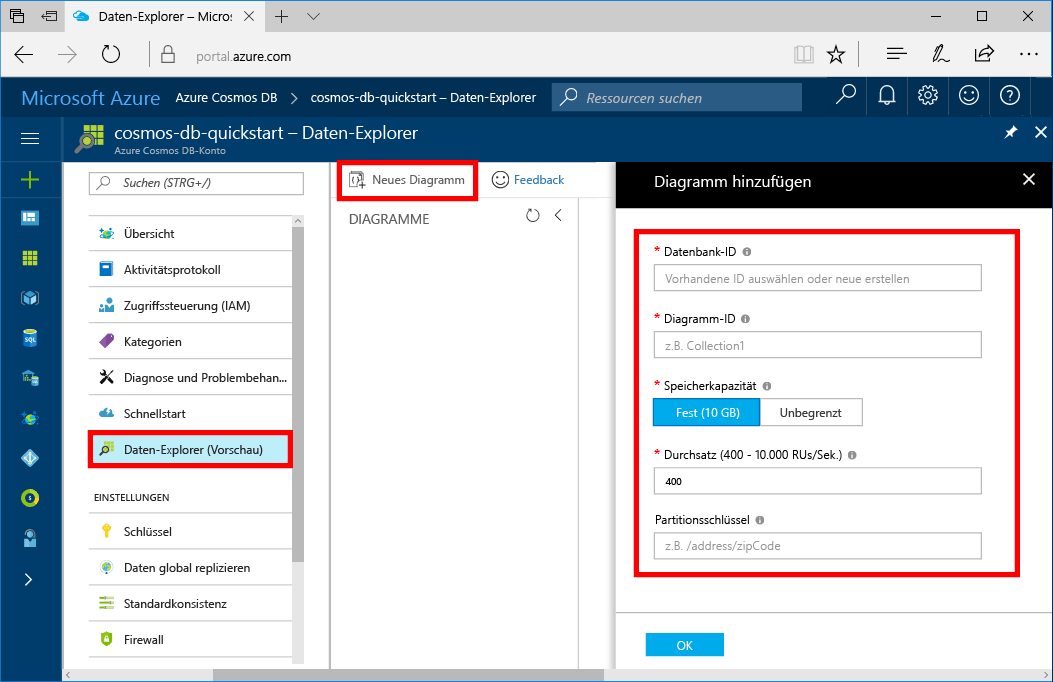 Daten-Explorer – Micros
portal.azure.com
Microsoft Azure Azure Cosmos DB > cosmos-db-quickstart – Daten-Explorer Ressourcen suchen
cosmos-db-quickstart – Daten-Explorer
Azure Cosmos DB-Konto
Suchen (STRG+/)
Übersicht
Aktivitätsprotokoll
Zugriffssteuerung (IAM)
Kategorien
Diagnose und Problembehan...
Schnellstart
Daten-Explorer (Vorschau)
EINSTELLUNGEN
Schlüssel
Daten global replizieren
Standardkonsistenz
Firewall
Neues Diagramm Feedback
DIAGRAMME
Diagramm hinzufügen
* Datenbank-ID
Vorhandene ID auswählen oder neue erstellen
* Diagramm-ID
z.B. Collection1
* Speicherkapazität
Fest (10 GB) Unbegrenzt
* Durchsatz (400 - 10.000 RUs/Sek.)
400
Partitionsschlüssel
z.B. /address/zipCode
OK